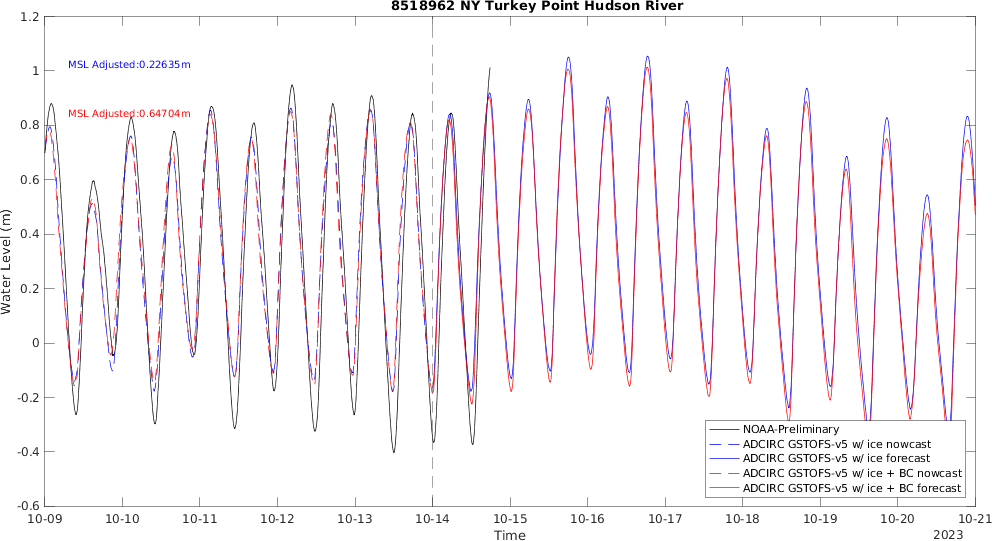 8518962 NY Turkey Point Hudson River
MSL Adjusted:0.22635m
MSL Adjusted:0.64704m
Water Level (m)
1.2
1
0.8
0.6
0.4
0.2
0
-0.2
-0.4
-0.6
NOAA-Preliminary
ADCIRC GSTOFS-v5 w/ ice nowcast
ADCIRC GSTOFS-v5 w/ ice forecast
ADCIRC GSTOFS-v5 w/ ice + BC nowcast
ADCIRC GSTOFS-v5 w/ ice + BC forecast
10-09 10-10 10-11 10-12 10-13 10-14 10-15 10-16 10-17 10-18 10-19 10-20 10-21
Time
2023